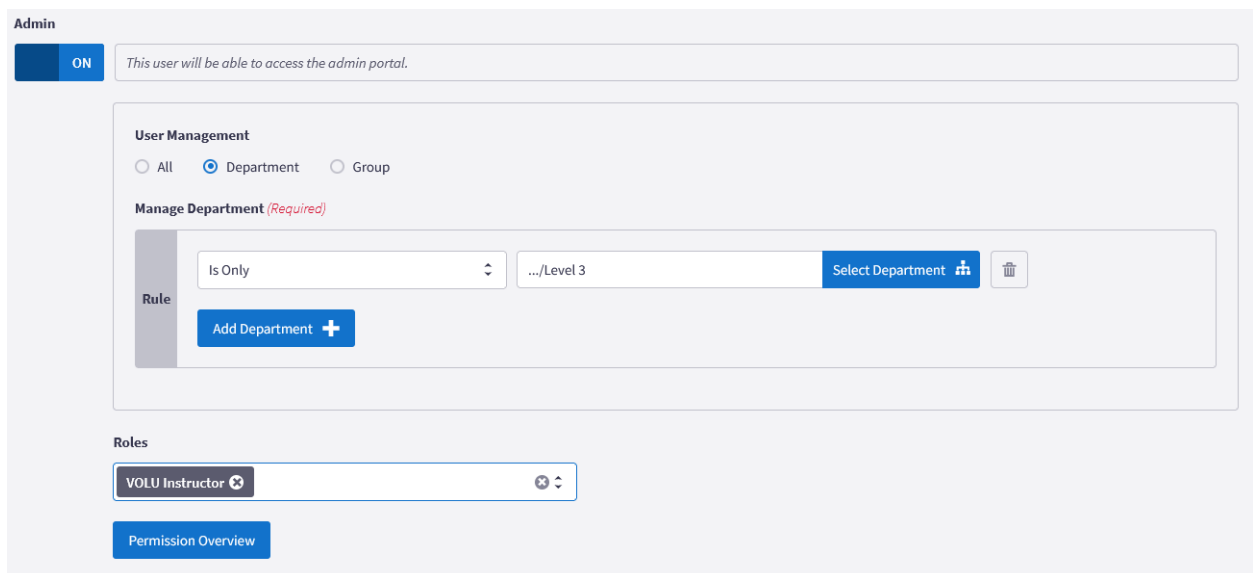 Admin
ON
This user will be able to access the admin portal.
User Management
All Department Group
Manage Department (Required)
Rule
Is Only .../Level 3 Select Department
Add Department
Roles
VOLU Instructor
Permission Overview